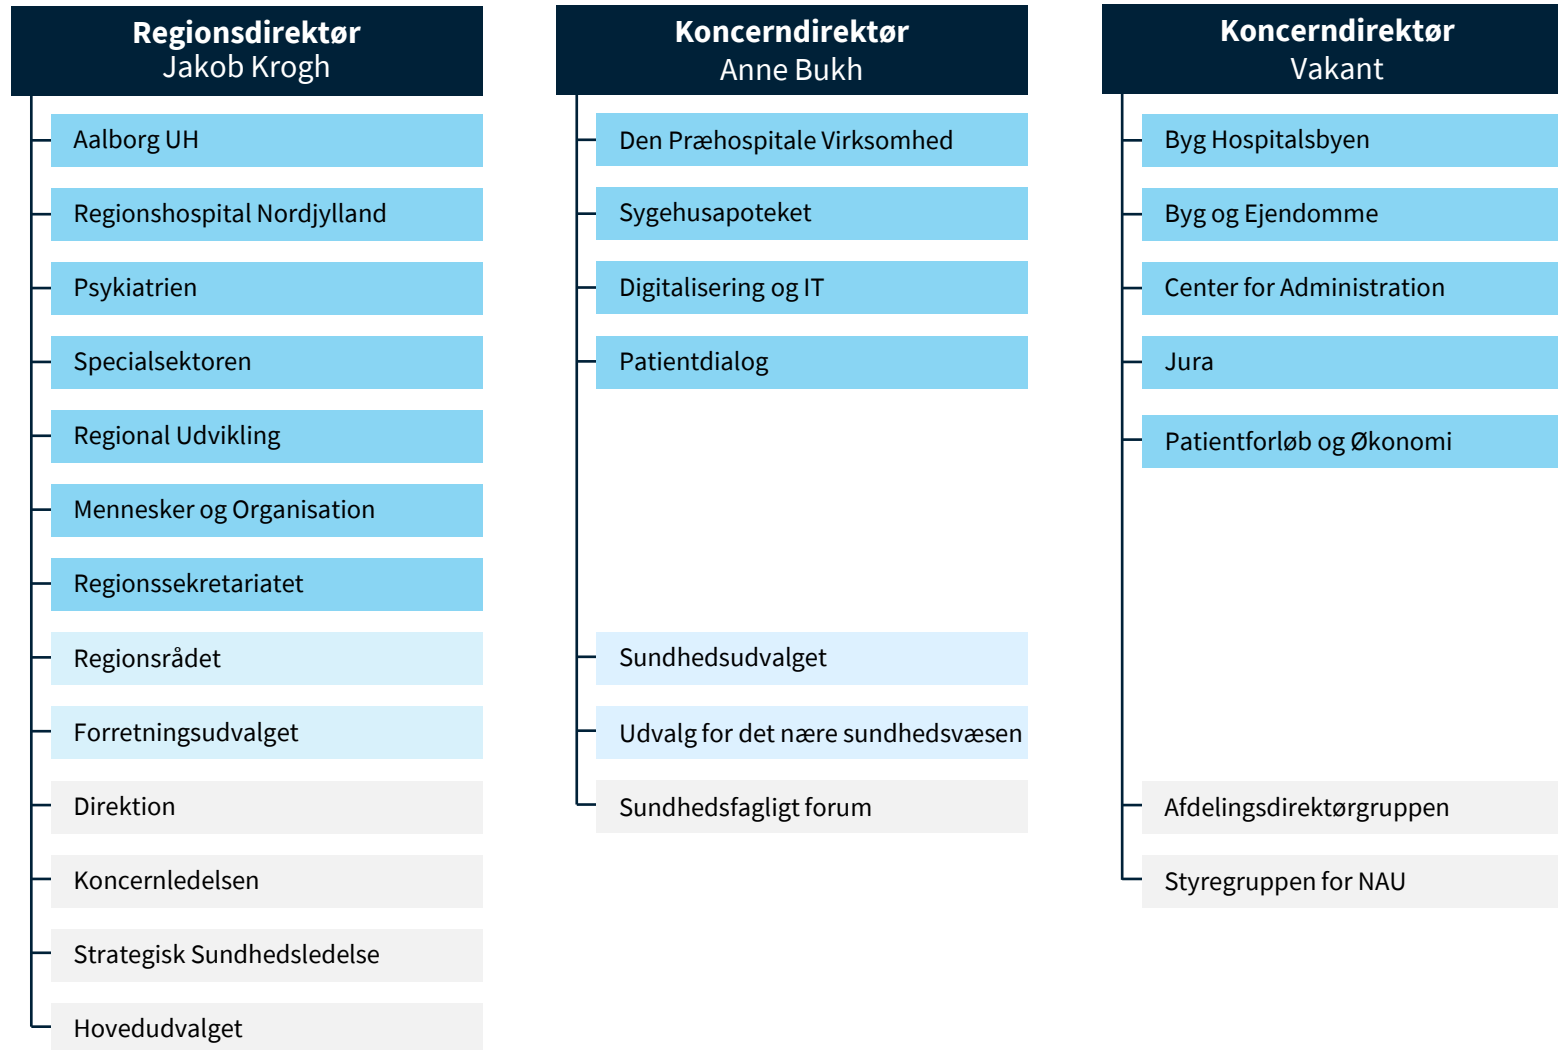 Regionsdirektør
Jakob Krogh
Aalborg UH
Regionshospital Nordjylland
Psykiatrien
Specialsektoren
Regional Udvikling
Mennesker og Organisation
Regionssekretariatet
Regionsrådet
Forretningsudvalget
Direktion
Koncernledelsen
Strategisk Sundhedsledelse
Hovedudvalget
Koncerndirektør
Anne Bukh
Den Præhospitale Virksomhed
Sygehusapoteket
Digitalisering og IT
Patientdialog
Sundhedsudvalget
Udvalg for det nære sundhedsvæsen
Sundhedsfagligt forum
Koncerndirektør
Vakant
Byg Hospitalsbyen
Byg og Ejendomme
Center for Administration
Jura
Patientforløb og Økonomi
Afdelingsdirektørgruppen
Styregruppen for NAU